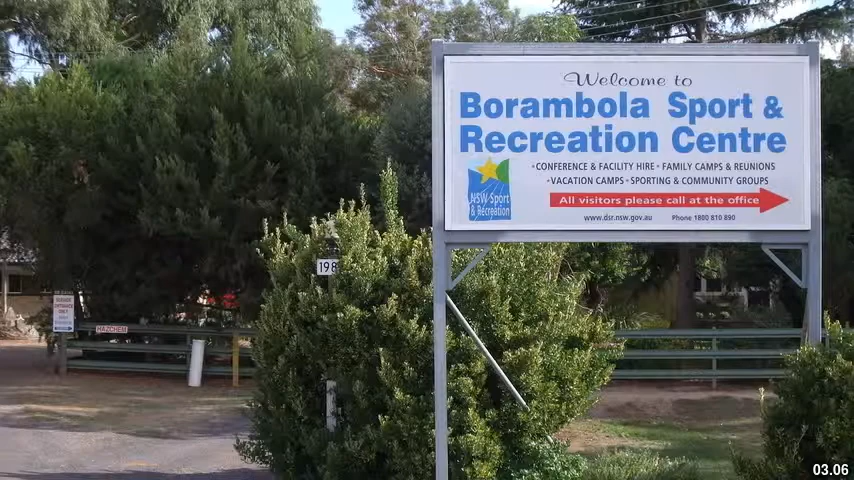 Welcome to
Borambola Sport &
Recreation Centre
•CONFERENCE & FACILITY HIRE • FAMILY CAMPS & REUNIONS
•VACATION CAMPS • SPORTING & COMMUNITY GROUPS
NSW Sport
& Recreation
All visitors please call at the office
www.dsr.nsw.gov.au Phone 1800 810 890
198
HAZCHEM
03.06